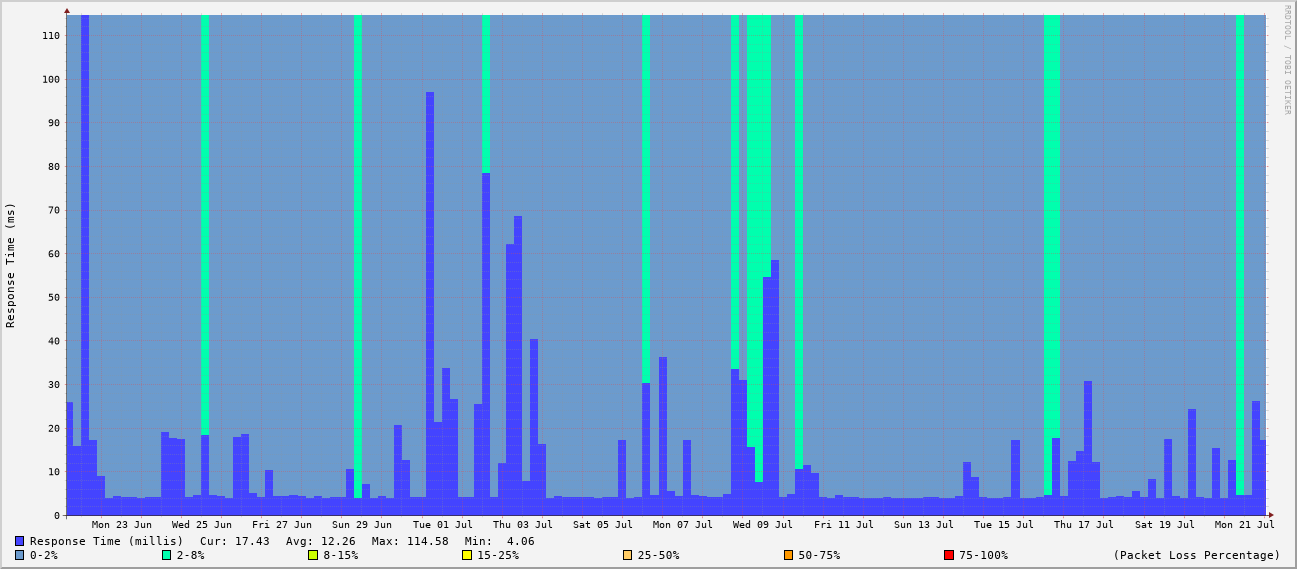 RRDTOOL / TOBI OETIKER
Response Time (ms)
110
100
90
80
70
60
50
40
30
20
10
0
Mon 23 Jun Wed 25 Jun Fri 27 Jun Sun 29 Jun Tue 01 Jul Thu 03 Jul Sat 05 Jul Mon 07 Jul Wed 09 Jul Fri 11 Jul Sun 13 Jul Tue 15 Jul Thu 17 Jul Sat 19 Jul Mon 21 Jul
Response Time (millis) Cur: 17.43 Avg: 12.26 Max: 114.58 Min: 4.06
0-2% 2-8% 8-15% 15-25% 25-50% 50-75% 75-100% (Packet Loss Percentage)